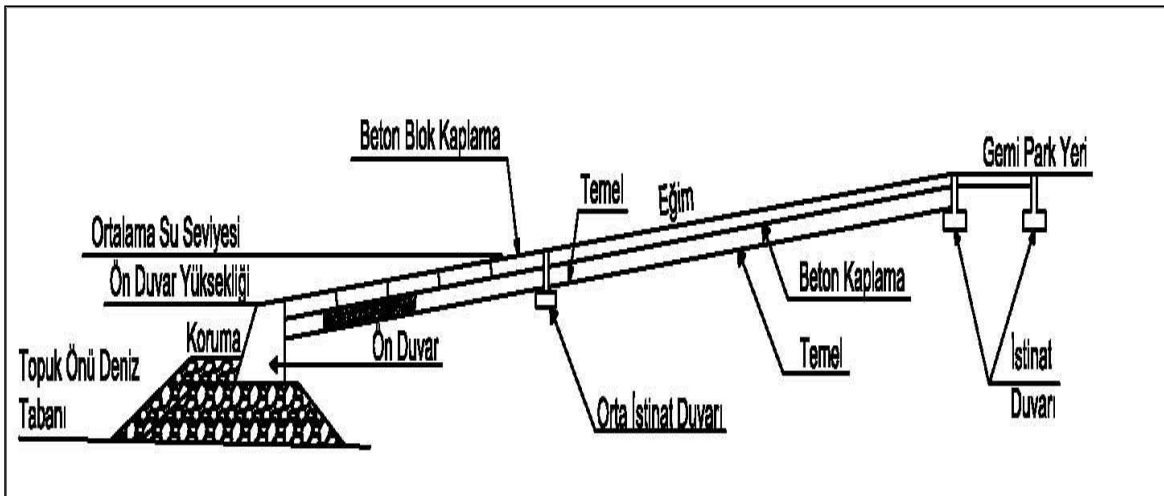 Beton Blok Kaplama
Gemi Park Yeri
Temel
Eğim
Ortalama Su Seviyesi
Ön Duvar Yüksekliği
Beton Kaplama
Koruma
Ön Duvar
Temel
Topuk Önü Deniz
Tabanı
İstinat
Duvarı
Orta İstinat Duvarı